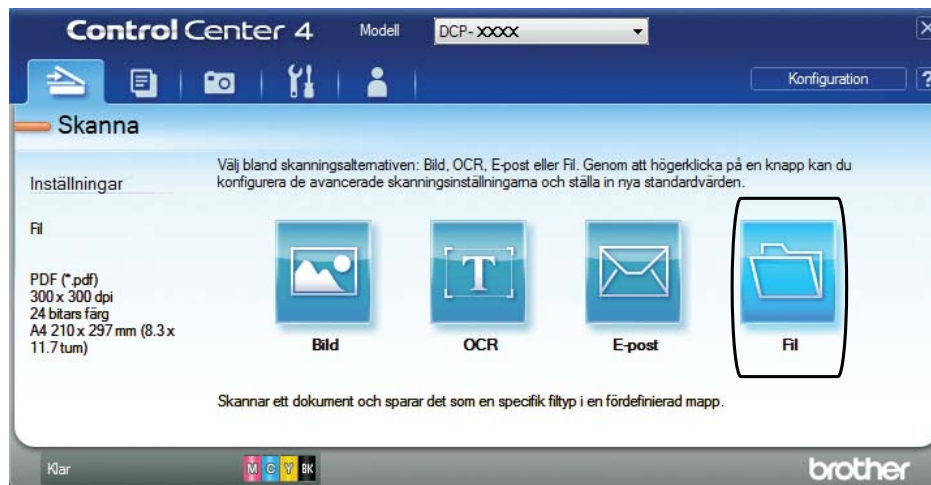 Control Center 4 Modell DCP-XXXX
Konfiguration ?
Skanna
Inställningar
Fil
PDF (*.pdf)
300 x 300 dpi
24 bitars färg
A4 210 x 297 mm (8.3 x
11.7 tum)
Välj bland skanningsalternativen: Bild, OCR, E-post eller Fil. Genom att högerklicka på en knapp kan du
konfigurera de avancerade skanningsinställningarna och ställa in nya standardvärden.
T
Bild OCR E-post Fil
Skannar ett dokument och sparar det som en specifik filtyp i en fördefinierad mapp.
Klar M C Y BK brother